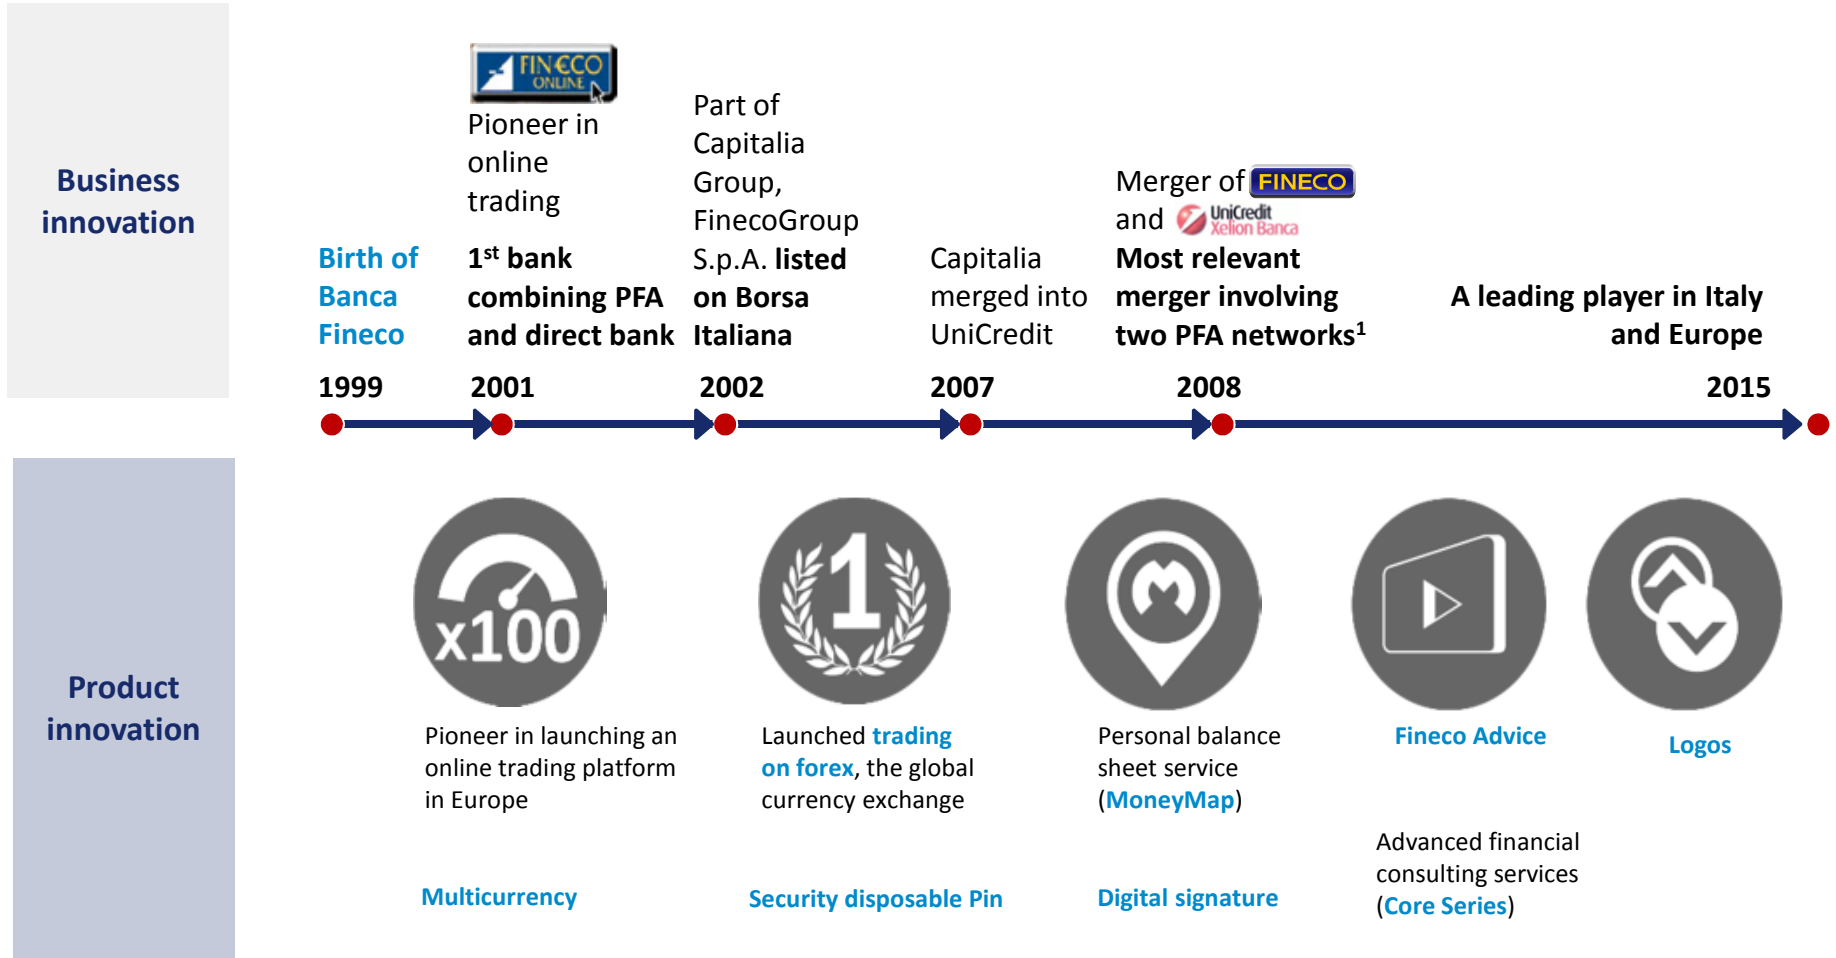 Business
innovation
FIN€CO
ONLINE
Pioneer in
online
trading
1st bank
combining PFA
and direct bank
Part of
Capitalia
Group,
FinecoGroup
S.p.A. listed
on Borsa
Italiana
Birth of
Banca
Fineco
Capitalia
merged into
UniCredit
Merger of FINECO
and UniCredit
Xelion Banca
Most relevant
merger involving
two PFA networks1
A leading player in Italy
and Europe
1999
2001
2002
2007
2008
2015
Product
innovation
x100
Pioneer in launching an
online trading platform
in Europe
Multicurrency
1
Launched trading
on forex, the global
currency exchange
Security disposable Pin
M
Personal balance
sheet service
(MoneyMap)
Digital signature
Fineco Advice
Advanced financial
consulting services
(Core Series)
Logos